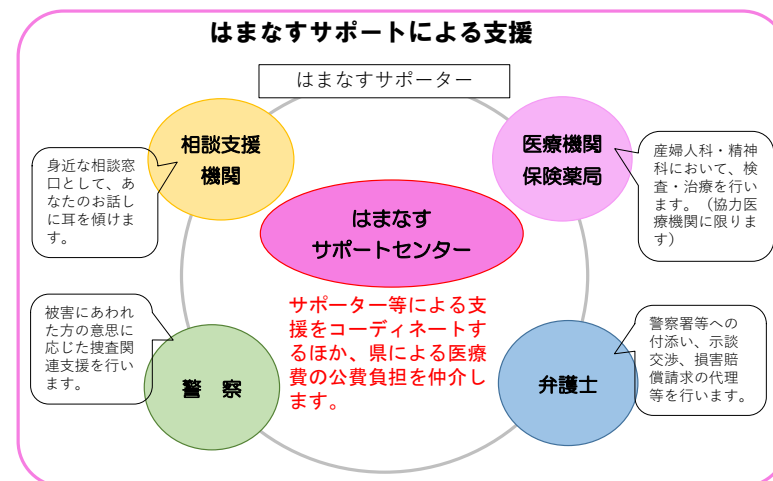 はまなすサポートによる支援
はまなすサポーター
相談支援
機関
身近な相談窓
口として、あ
なたのお話し
に耳を傾けま
す。
医療機関
保険薬局
産婦人科・精神
科において、検
査・治療を行い
ます。（協力医
療機関に限りま
す）
はまなす
サポートセンター
サポーター等による支
援をコーディネートす
るほか、県による医療
費の公費負担を仲介し
ます。
被害にあわれ
た方の意思に
応じた捜査関
連支援を行い
ます。
警　察
弁護士
警察署等への
付添い、示談
交渉、損害賠
償請求の代理
等を行います。